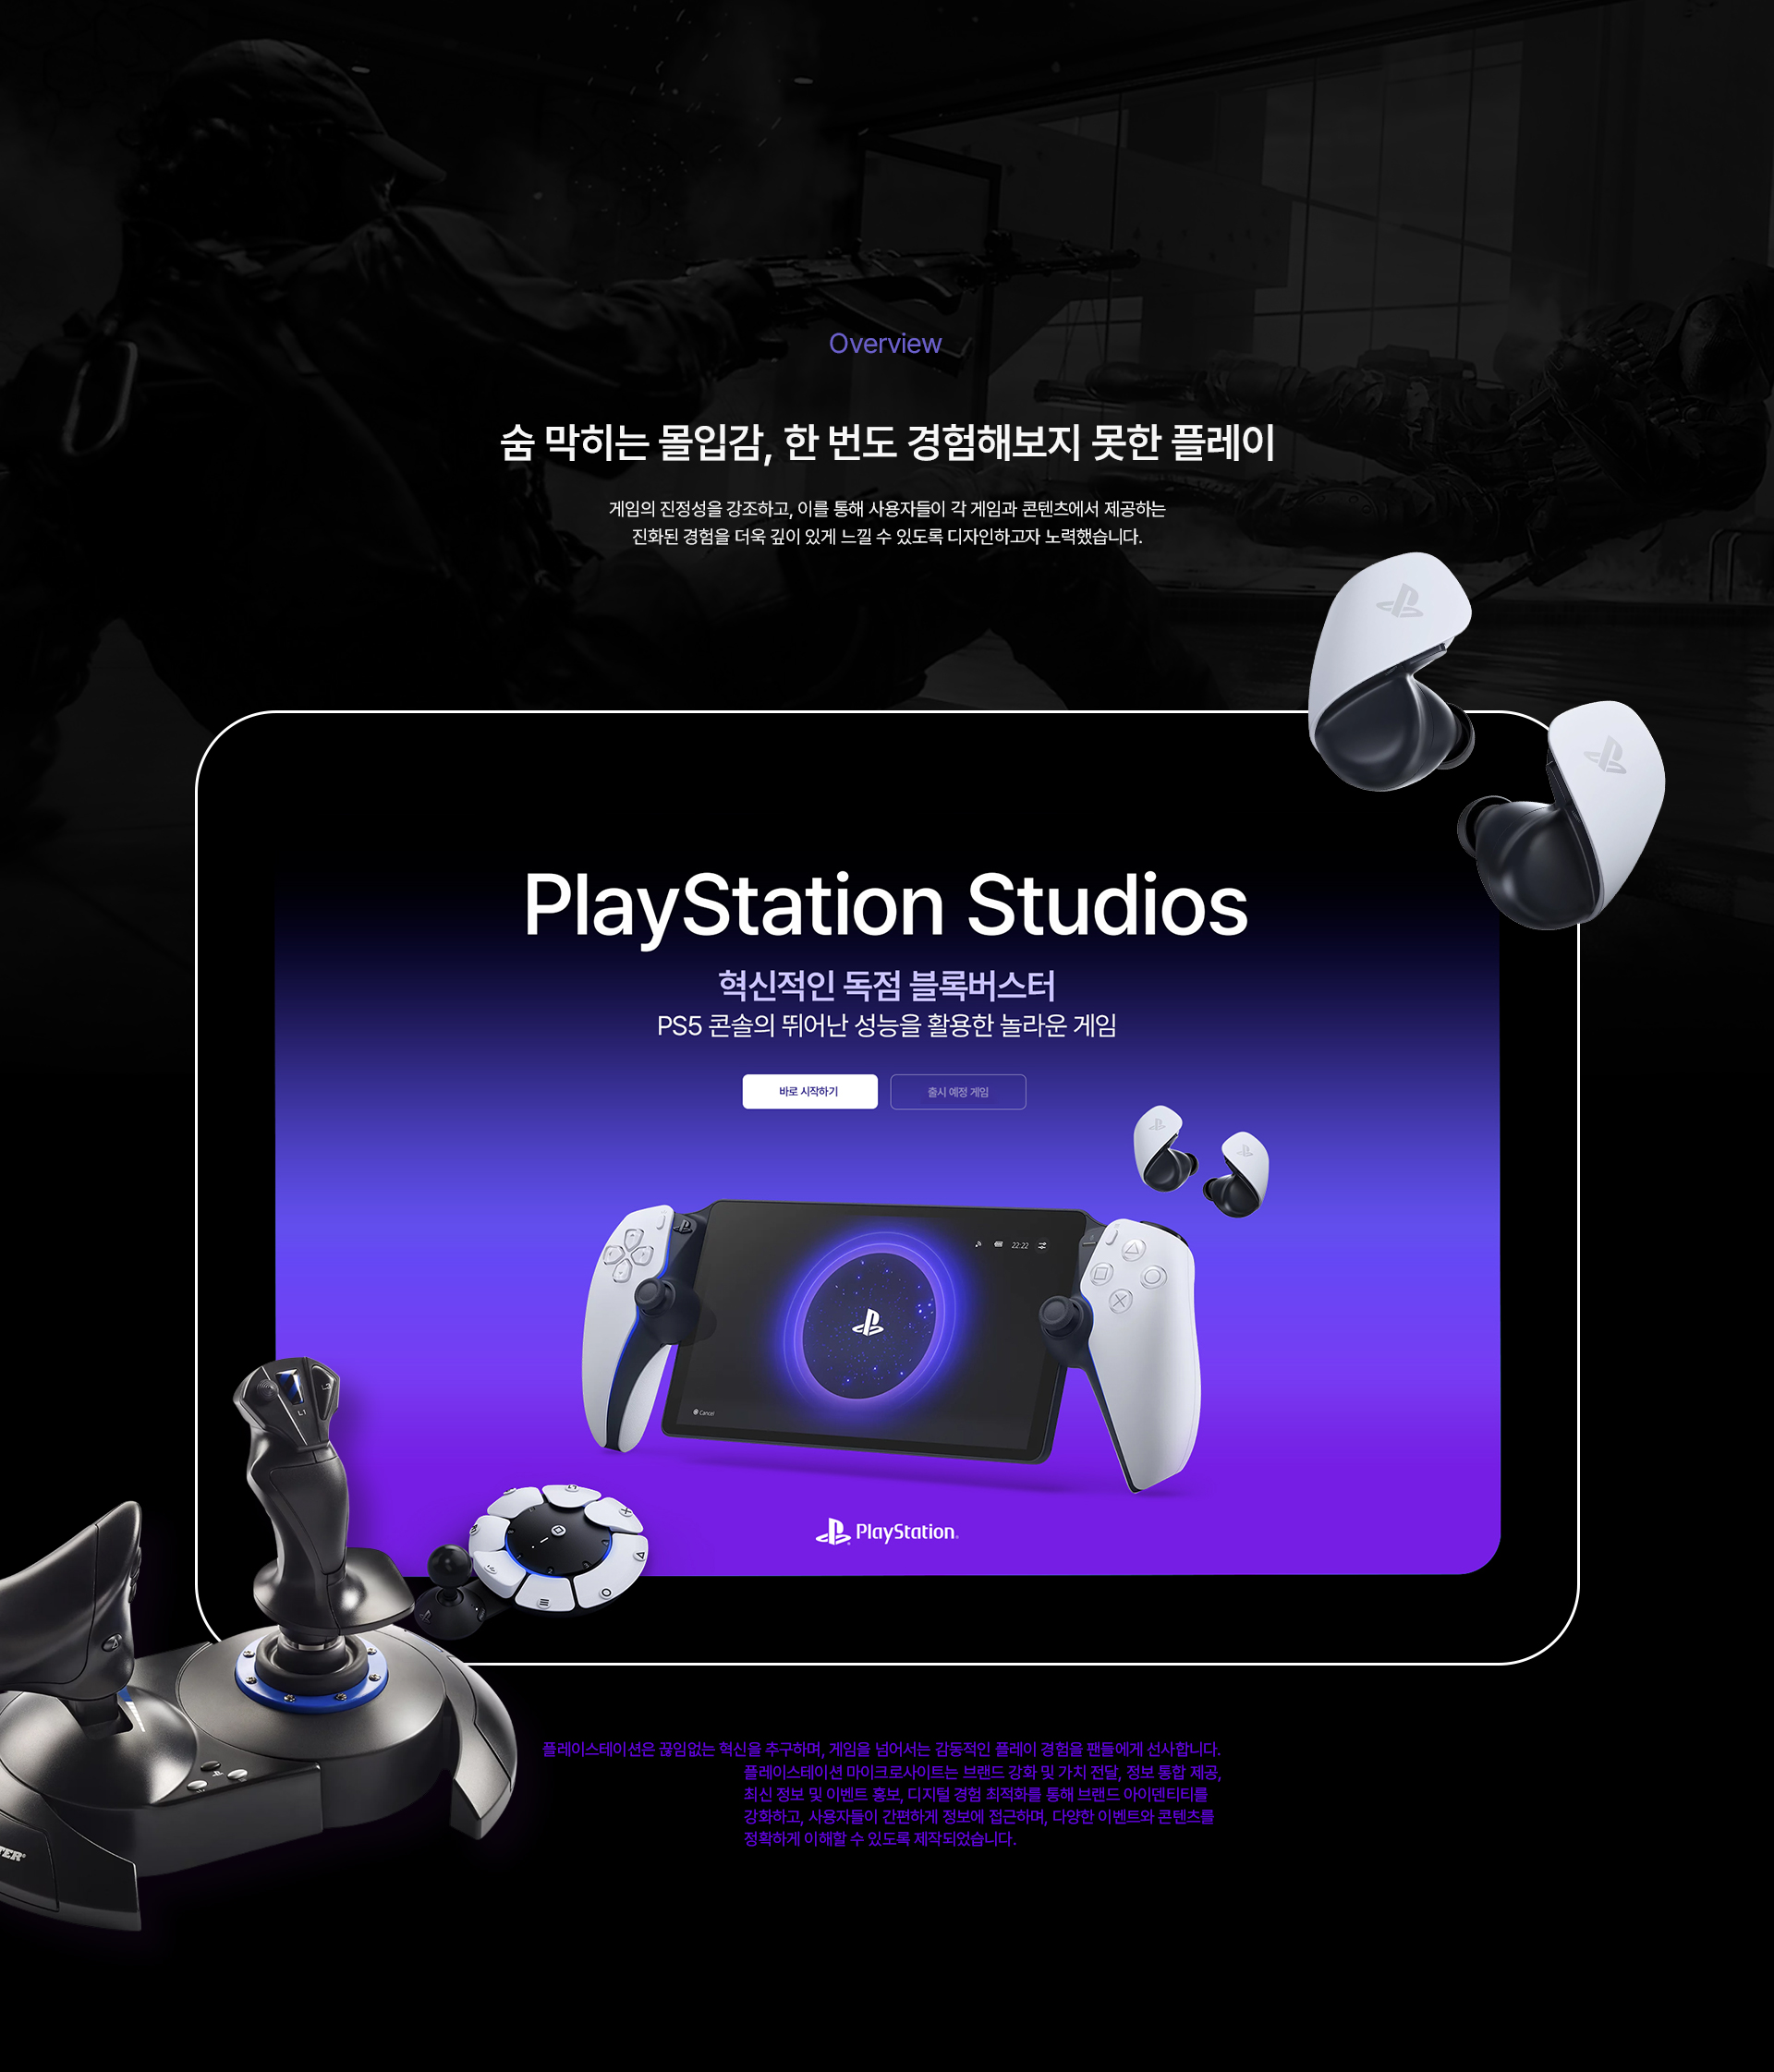 Overview
숨 막히는 몰입감, 한 번도 경험해보지 못한 플레이
게임의 진정성을 강조하고, 이를 통해 사용자들이 각 게임과 콘텐츠에서 제공하는
진화된 경험을 더욱 깊이 있게 느낄 수 있도록 디자인하고자 노력했습니다.
PlayStation Studios
혁신적인 독점 블록버스터
PS5 콘솔의 뛰어난 성능을 활용한 놀라운 게임
바로 시작하기
출시 예정 게임
22:22
Cancel
L1
PlayStation
플레이스테이션은 끊임없는 혁신을 추구하며, 게임을 넘어서는 감동적인 플레이 경험을 팬들에게 선사합니다.
플레이스테이션 마이크로사이트는 브랜드 강화 및 가치 전달, 정보 통합 제공,
최신 정보 및 이벤트 홍보, 디지털 경험 최적화를 통해 브랜드 아이덴티티를
강화하고, 사용자들이 간편하게 정보에 접근하며, 다양한 이벤트와 콘텐츠를
정확하게 이해할 수 있도록 제작되었습니다.